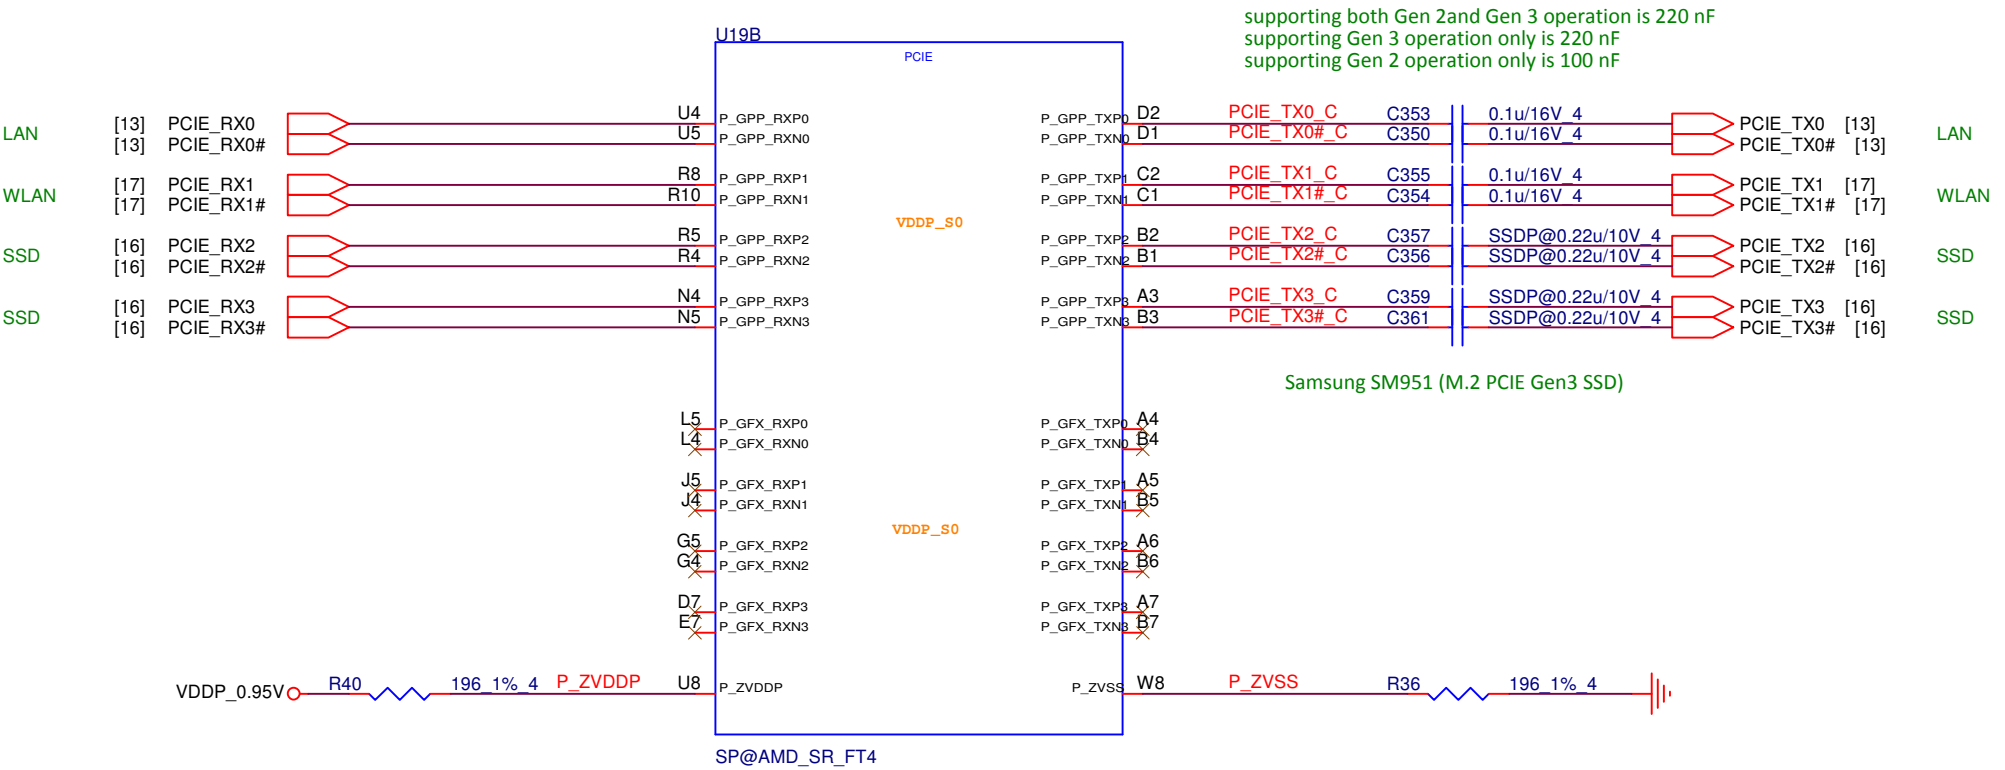 supporting both Gen 2and Gen 3 operation is 220 nF
supporting Gen 3 operation only is 220 nF
supporting Gen 2 operation only is 100 nF
U19B
PCIE
LAN [13] PCIE_RX0 U4 P_GPP_RXP0 P_GPP_TXP0 D2 PCIE_TX0_C C353 0.1u/16V_4 PCIE_TX0 [13] LAN
[13] PCIE_RX0# U5 P_GPP_RXN0 P_GPP_TXN0 D1 PCIE_TX0#_C C350 0.1u/16V_4 PCIE_TX0# [13]
WLAN [17] PCIE_RX1 R8 P_GPP_RXP1 P_GPP_TXP1 C2 PCIE_TX1_C C355 0.1u/16V_4 PCIE_TX1 [17] WLAN
[17] PCIE_RX1# R10 P_GPP_RXN1 P_GPP_TXN1 C1 PCIE_TX1#_C C354 0.1u/16V_4 PCIE_TX1# [17]
VDDP_S0
SSD [16] PCIE_RX2 R5 P_GPP_RXP2 P_GPP_TXP2 B2 PCIE_TX2_C C357 SSDP@0.22u/10V_4 PCIE_TX2 [16] SSD
[16] PCIE_RX2# R4 P_GPP_RXN2 P_GPP_TXN2 B1 PCIE_TX2#_C C356 SSDP@0.22u/10V_4 PCIE_TX2# [16]
SSD [16] PCIE_RX3 N4 P_GPP_RXP3 P_GPP_TXP3 A3 PCIE_TX3_C C359 SSDP@0.22u/10V_4 PCIE_TX3 [16] SSD
[16] PCIE_RX3# N5 P_GPP_RXN3 P_GPP_TXN3 B3 PCIE_TX3#_C C361 SSDP@0.22u/10V_4 PCIE_TX3# [16]
Samsung SM951 (M.2 PCIE Gen3 SSD)
L5 P_GFX_RXP0 P_GFX_TXP0 A4
L4 P_GFX_RXN0 P_GFX_TXN0 B4
J5 P_GFX_RXP1 P_GFX_TXP1 A5
J4 P_GFX_RXN1 P_GFX_TXN1 B5
VDDP_S0
G5 P_GFX_RXP2 P_GFX_TXP2 A6
G4 P_GFX_RXN2 P_GFX_TXN2 B6
D7 P_GFX_RXP3 P_GFX_TXP3 A7
E7 P_GFX_RXN3 P_GFX_TXN3 B7
VDDP_0.95V R40 196_1%_4 P_ZVDDP U8 P_ZVDDP P_ZVSS W8 P_ZVSS R36 196_1%_4
SP@AMD_SR_FT4